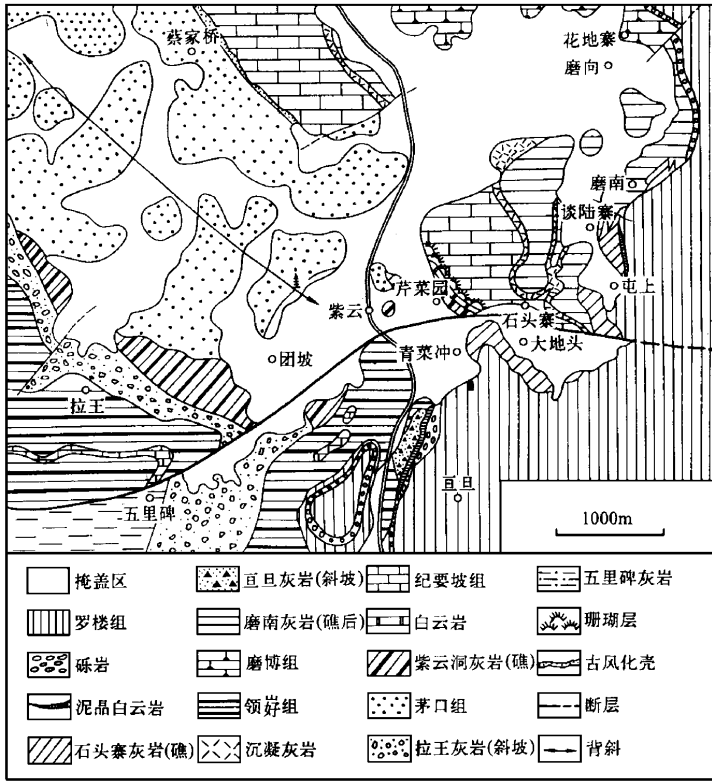 蔡家桥
花地寨
磨向
磨南
谈陆寨
芹菜园
屯上
紫云
石头寨
团坡
青菜冲
大地头
拉王
亘旦
五里碑
1000m
掩盖区
亘旦灰岩(斜坡)
纪要坡组
五里碑灰岩
罗楼组
磨南灰岩(礁后)
白云岩
珊瑚层
砾岩
磨博组
紫云洞灰岩(礁)
古风化壳
泥晶白云岩
领好组
茅口组
断层
石头寨灰岩(礁)
沉凝灰岩
拉王灰岩(斜坡)
背斜